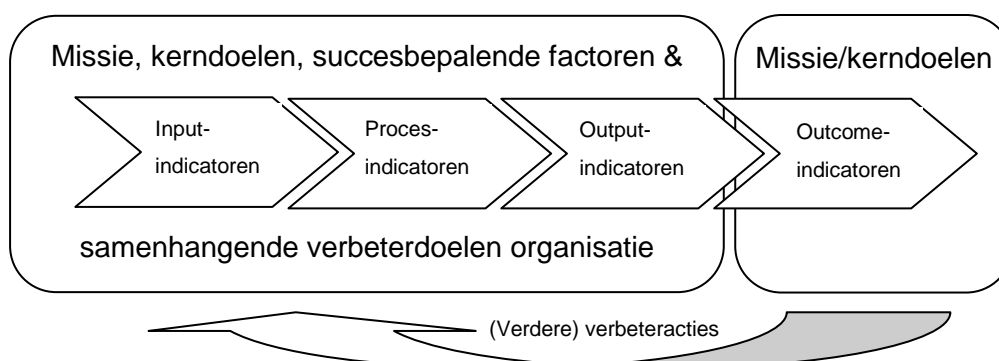 Missie, kerndoelen, succesbepalende factoren &
Missie/kerndoelen
Input-
indicatoren
Proces-
indicatoren
Output-
indicatoren
Outcome-
indicatoren
samenhangende verbeterdoelen organisatie
(Verdere) verbeteracties